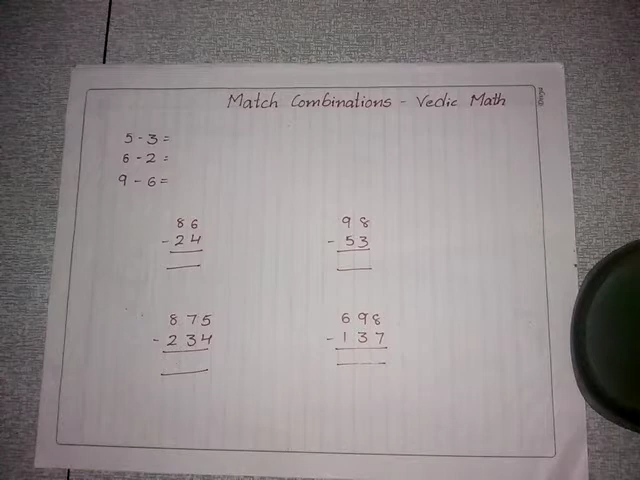 Match Combinations - Vedic Math
5 - 3 =
6 - 2 =
9 - 6 =
86
- 24
98
- 53
875
- 234
698
- 137